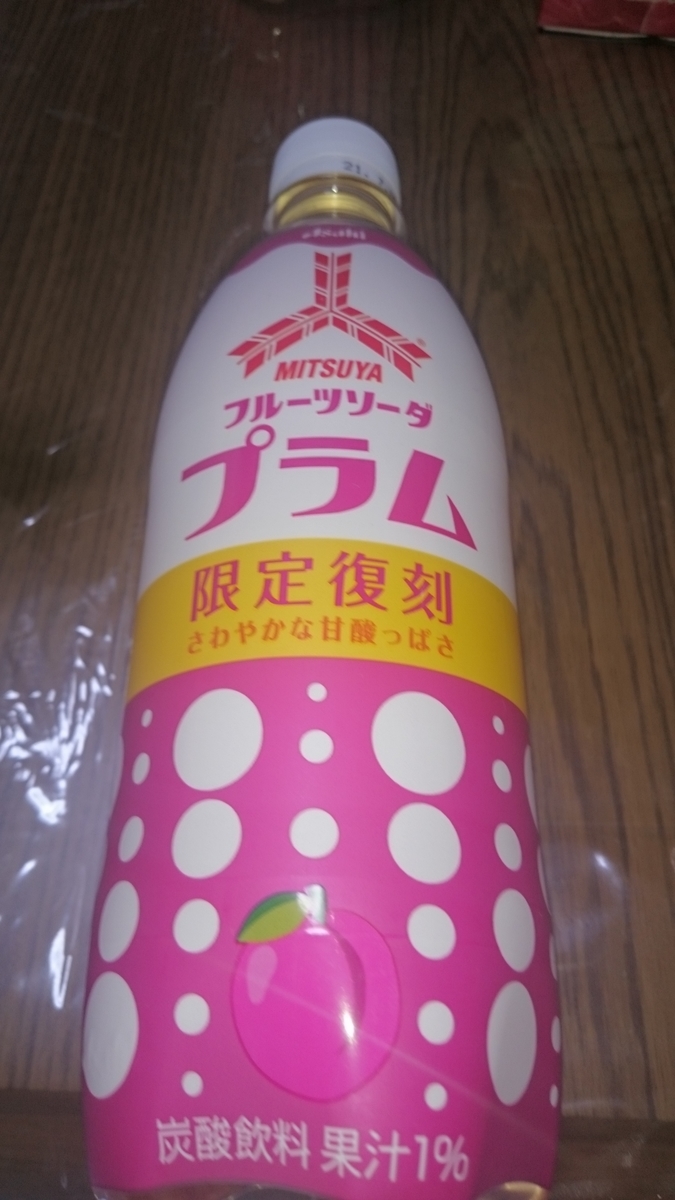 Asahi
MITSUYA
フルーツソーダ
プラム
限定復刻
さわやかな甘酸っぱさ
炭酸飲料 果汁1%